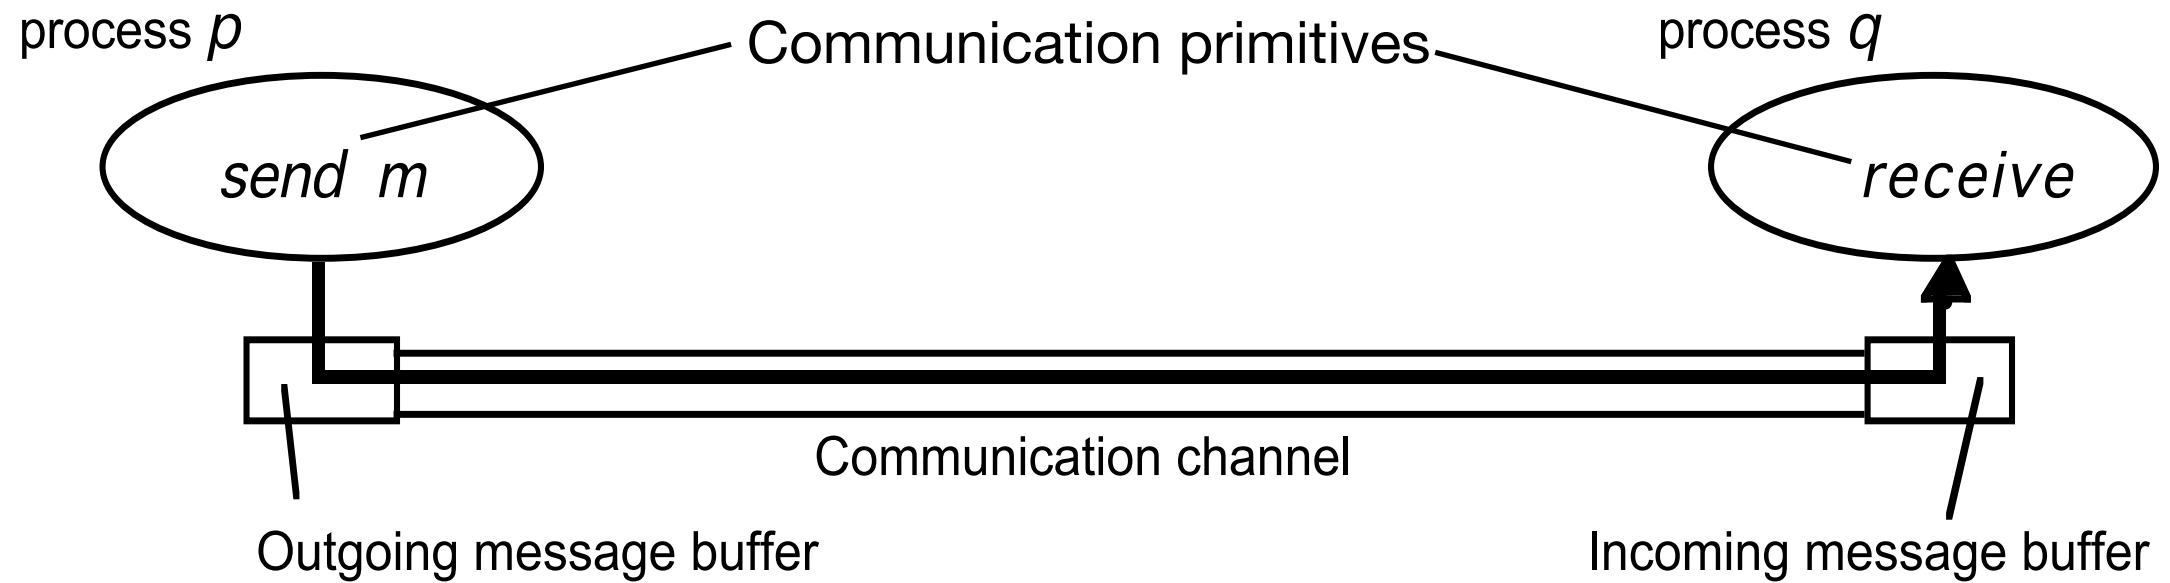 process p
Communication primitives
process q
send m
receive
Communication channel
Outgoing message buffer
Incoming message buffer